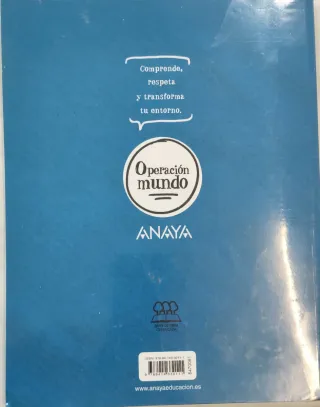 Comprende,
respeta
y transforma
tu entorno.
Operación
mundo
ANAYA
www.anayaeducacion.es